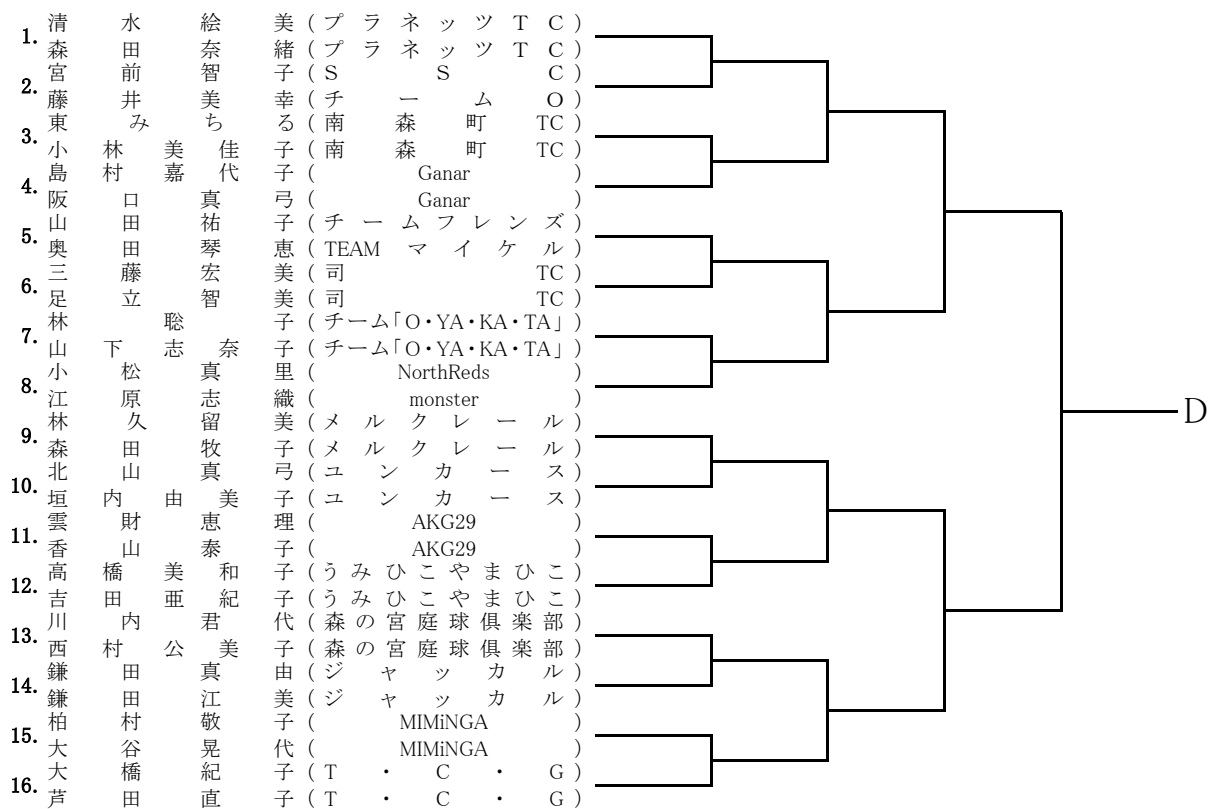 1. 清水絵美(プラネッツTC)
森田奈緒(プラネッツTC)
2. 宮前智子(SSC)
藤井美幸(チームO)
3. 東みちる(南森町TC)
小林美佳子(南森町TC)
4. 島村嘉代子(Ganar)
阪口真弓(Ganar)
5. 山田祐子(チームフレンズ)
奥田琴恵(TEAMマイケル)
6. 三藤宏美(司TC)
足立智美(司TC)
7. 林聡子(チーム「O・YA・KA・TA」)
山下志奈子(チーム「O・YA・KA・TA」)
8. 小松真里(NorthReds)
江原志織(monster)
9. 林久留美(メルクレール)
森田牧子(メルクレール)
10. 北山真弓(ユンカース)
垣内由美子(ユンカース)
11. 雲財恵理(AKG29)
香山泰子(AKG29)
12. 高橋美和子(うみひこやまひこ)
吉田亜紀子(うみひこやまひこ)
13. 川内君代(森の宮庭球倶楽部)
西村公美子(森の宮庭球倶楽部)
14. 鎌田真由(ジャッカル)
鎌田江美(ジャッカル)
15. 柏村敬子(MIMiNGA)
大谷晃代(MIMiNGA)
16. 大橋紀子(T・C・G)
芦田直子(T・C・G)
D